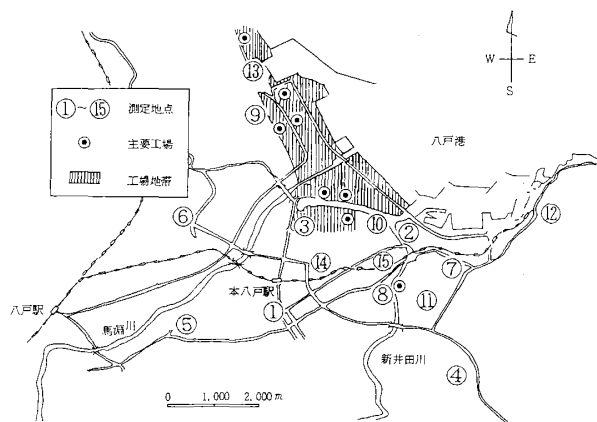 N
W E
S
①~⑮ 測定地点
主要工場
工場地帯
⑬
⑨
八戸港
⑥
③
⑩
②
⑫
⑭
⑮
⑦
八戸駅
本八戸駅
⑧
⑪
馬淵川
⑤
①
新井田川
④
0 1,000 2,000m